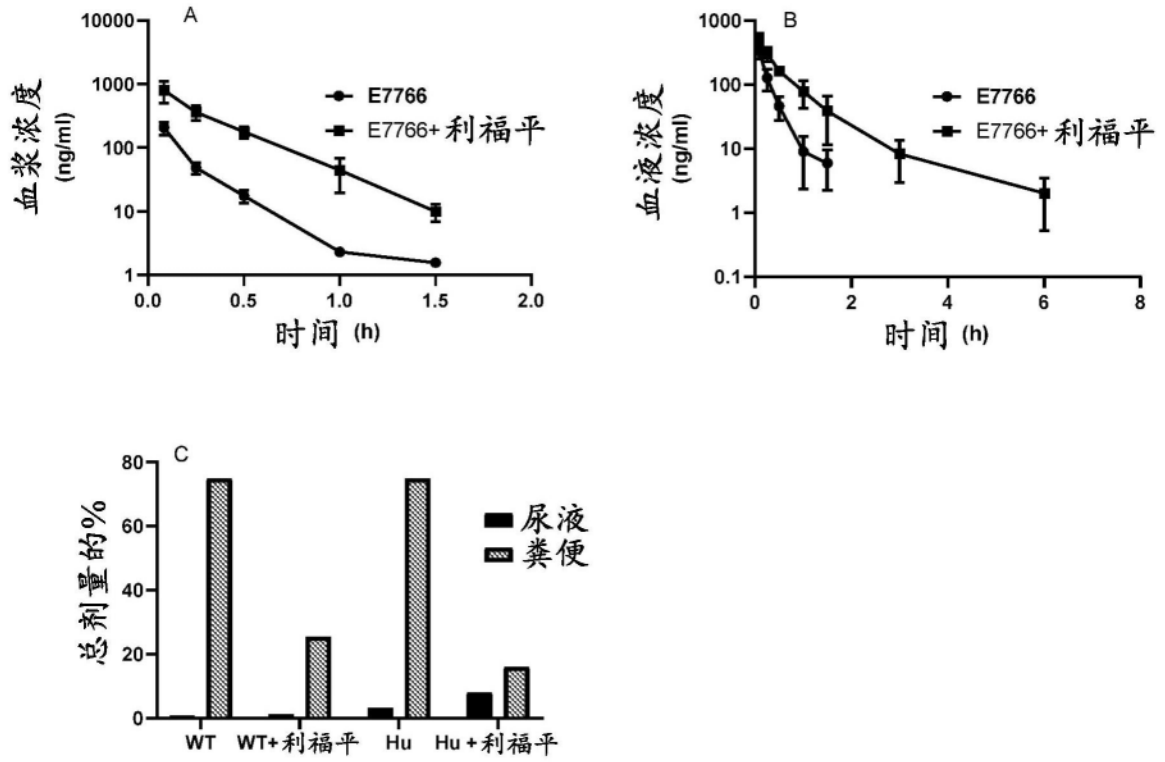 A
10000
1000
100
10
1
血浆浓度
(ng/ml)
E7766
E7766+ 利福平
0.0 0.5 1.0 1.5 2.0
时间 (h)
B
1000
100
10
1
0.1
血液浓度
(ng/ml)
E7766
E7766+ 利福平
0 2 4 6 8
时间 (h)
C
80
60
40
20
0
总剂量的%
尿液
粪便
WT WT+利福平 Hu Hu + 利福平